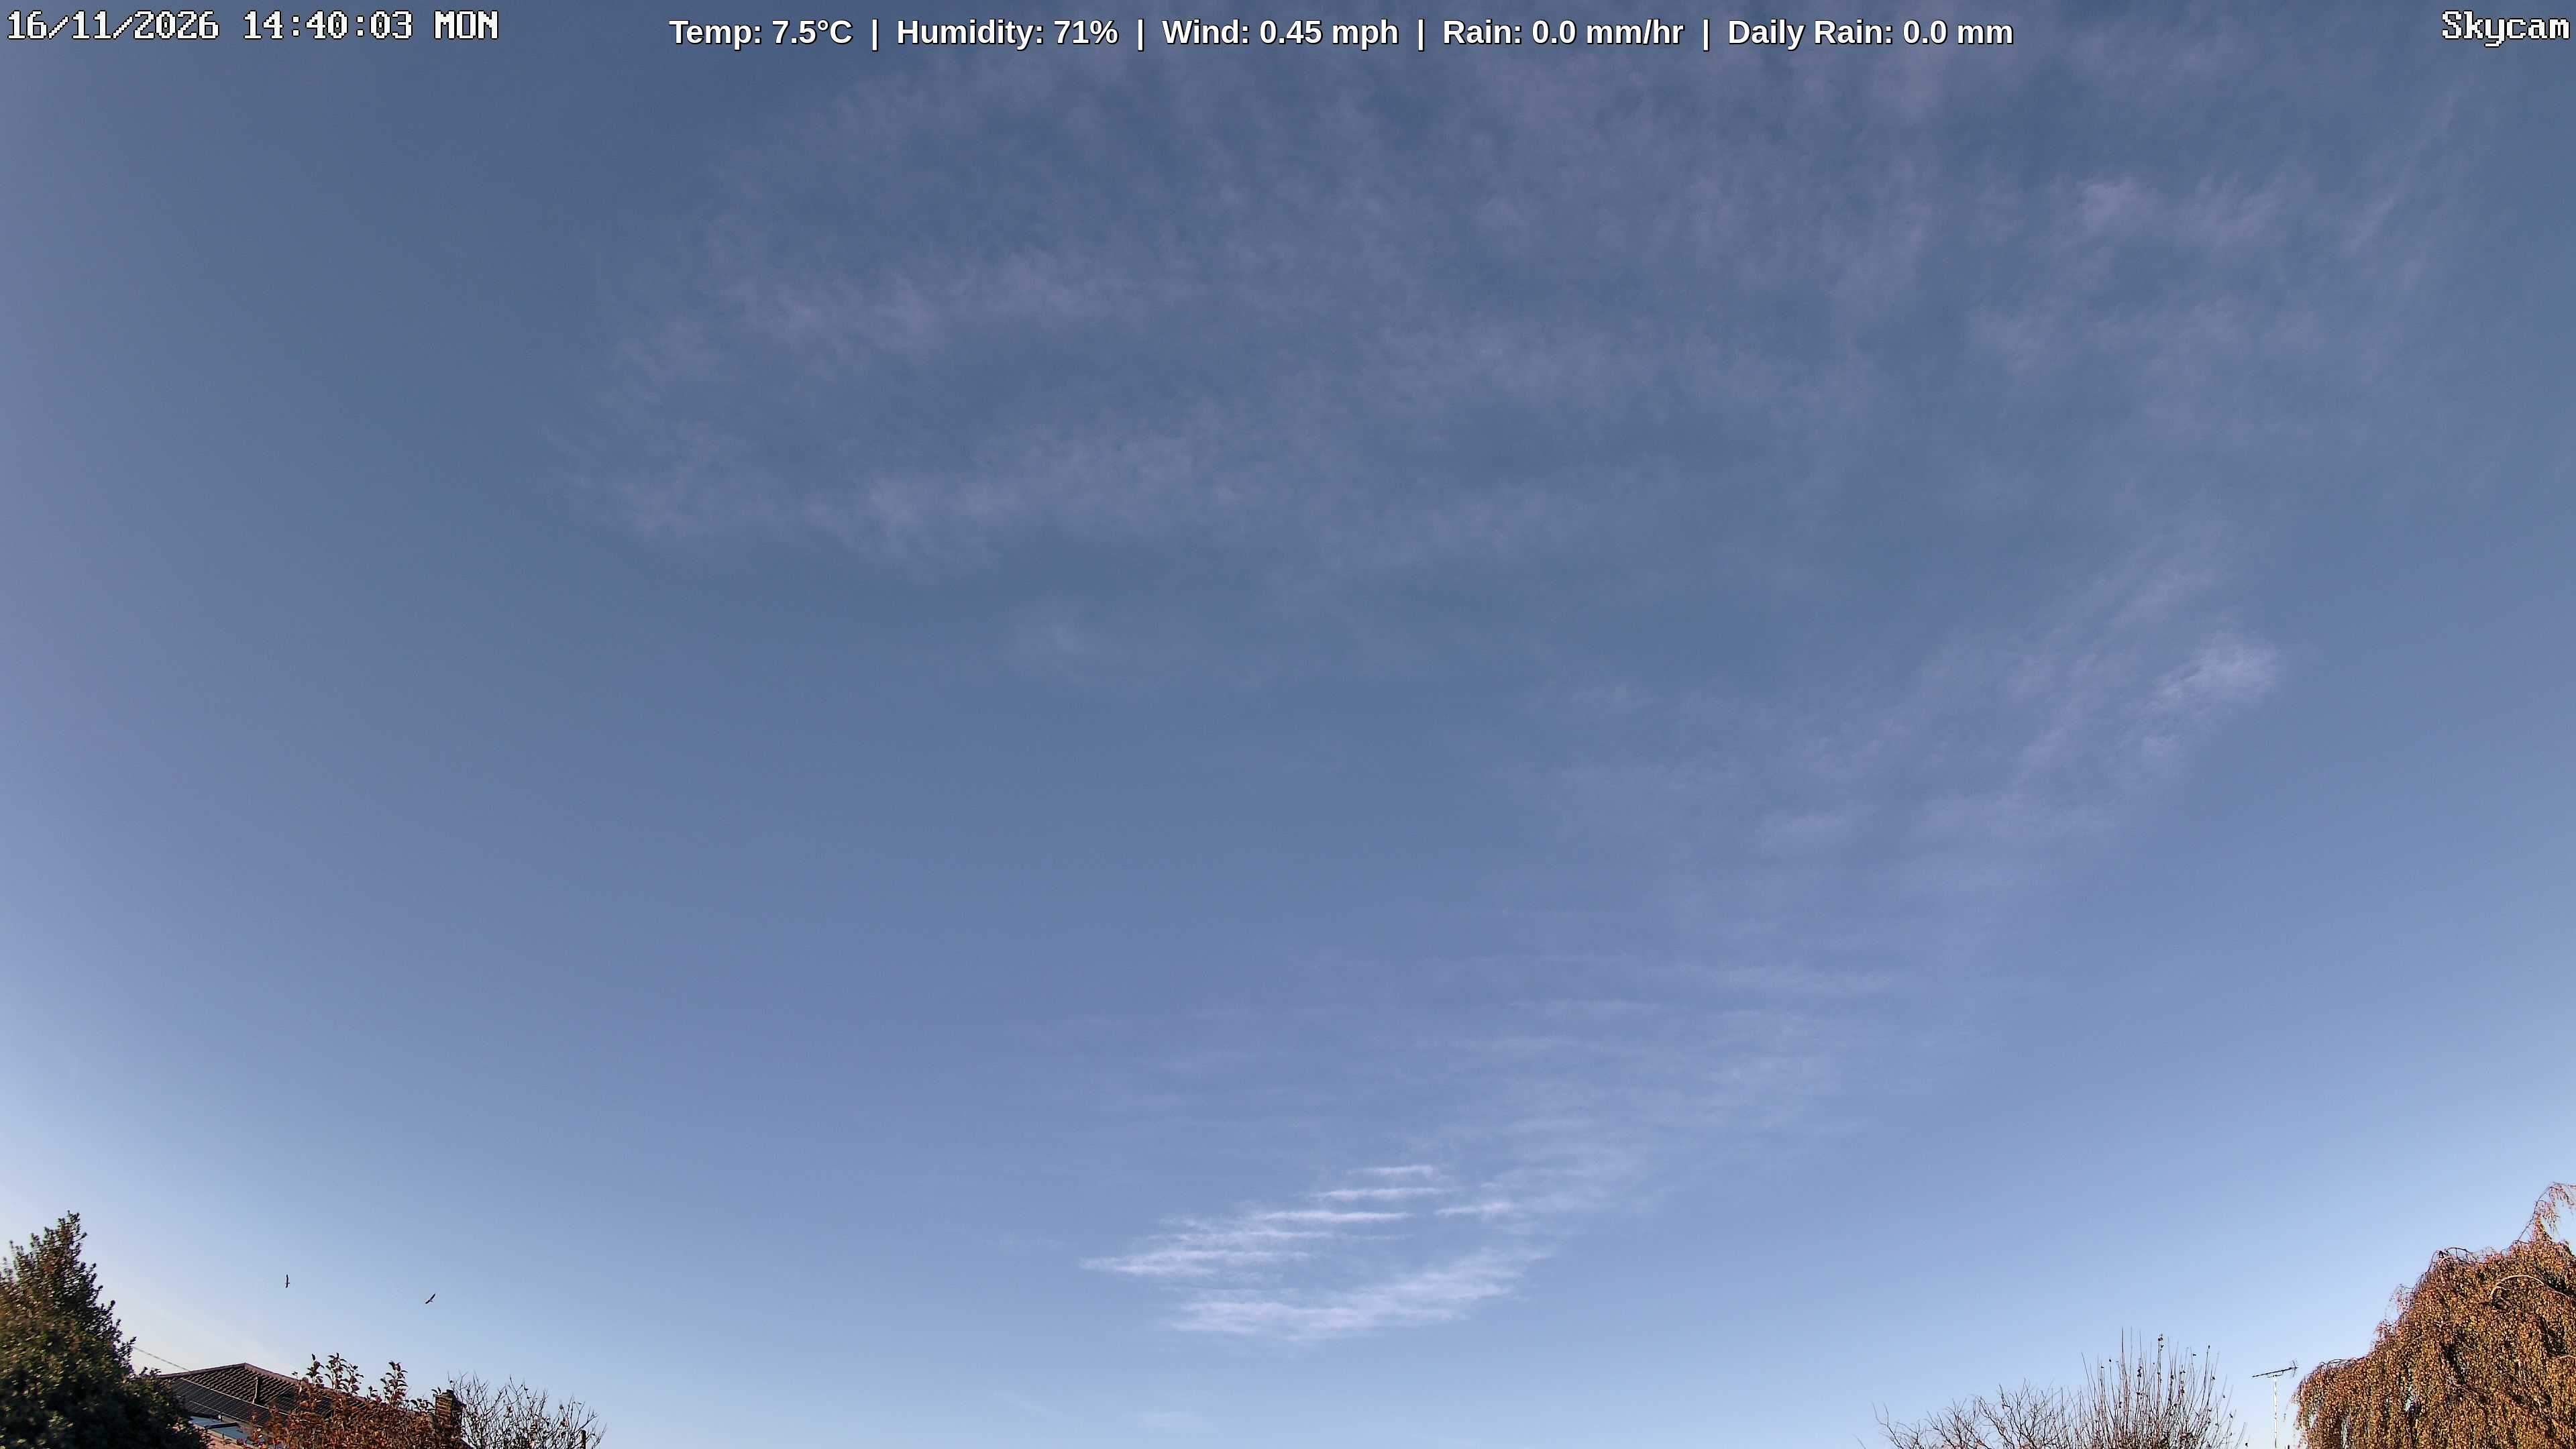 16/11/2026 14:40:03 MON
Temp: 7.5°C | Humidity: 71% | Wind: 0.45 mph | Rain: 0.0 mm/hr | Daily Rain: 0.0 mm
Skycam